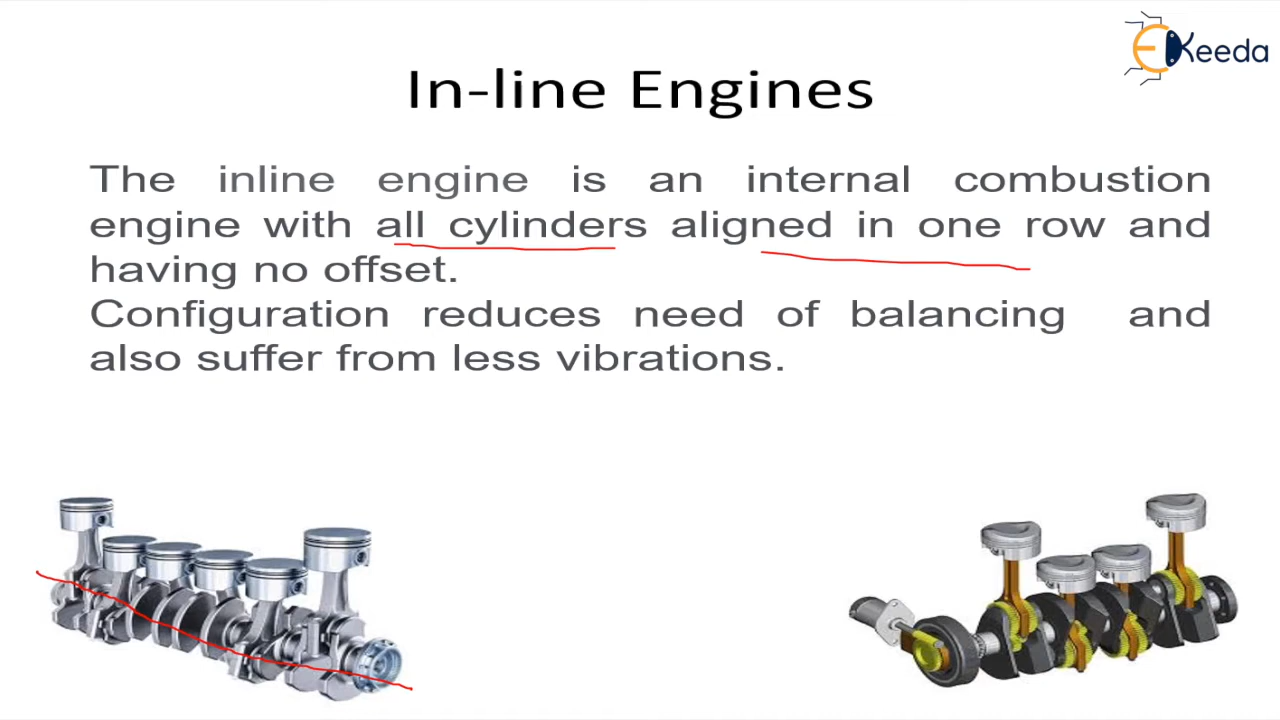 EKeeda
In-line Engines
The inline engine is an internal combustion
engine with all cylinders aligned in one row and
having no offset.
Configuration reduces need of balancing and
also suffer from less vibrations.